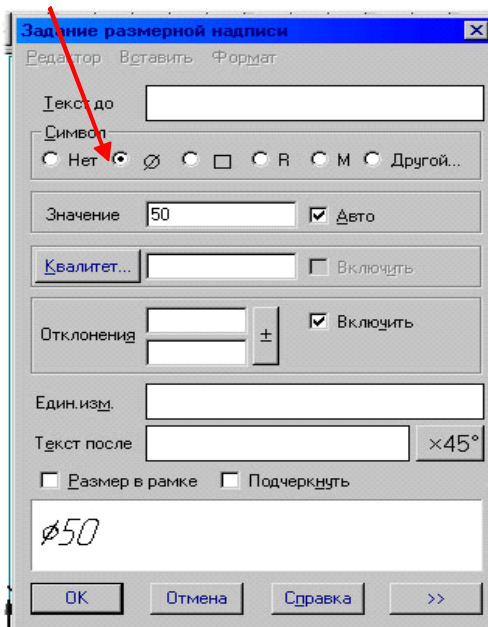 Задание размерной надписи
Редактор Вставить Формат
Текст до
Символ
Нет ∅ □ R M Другой...
Значение 50 Авто
Квалитет... Включить
Отклонения ± Включить
Един.изм.
Текст после ×45°
Размер в рамке Подчеркнуть
∅50
OK Отмена Справка >>